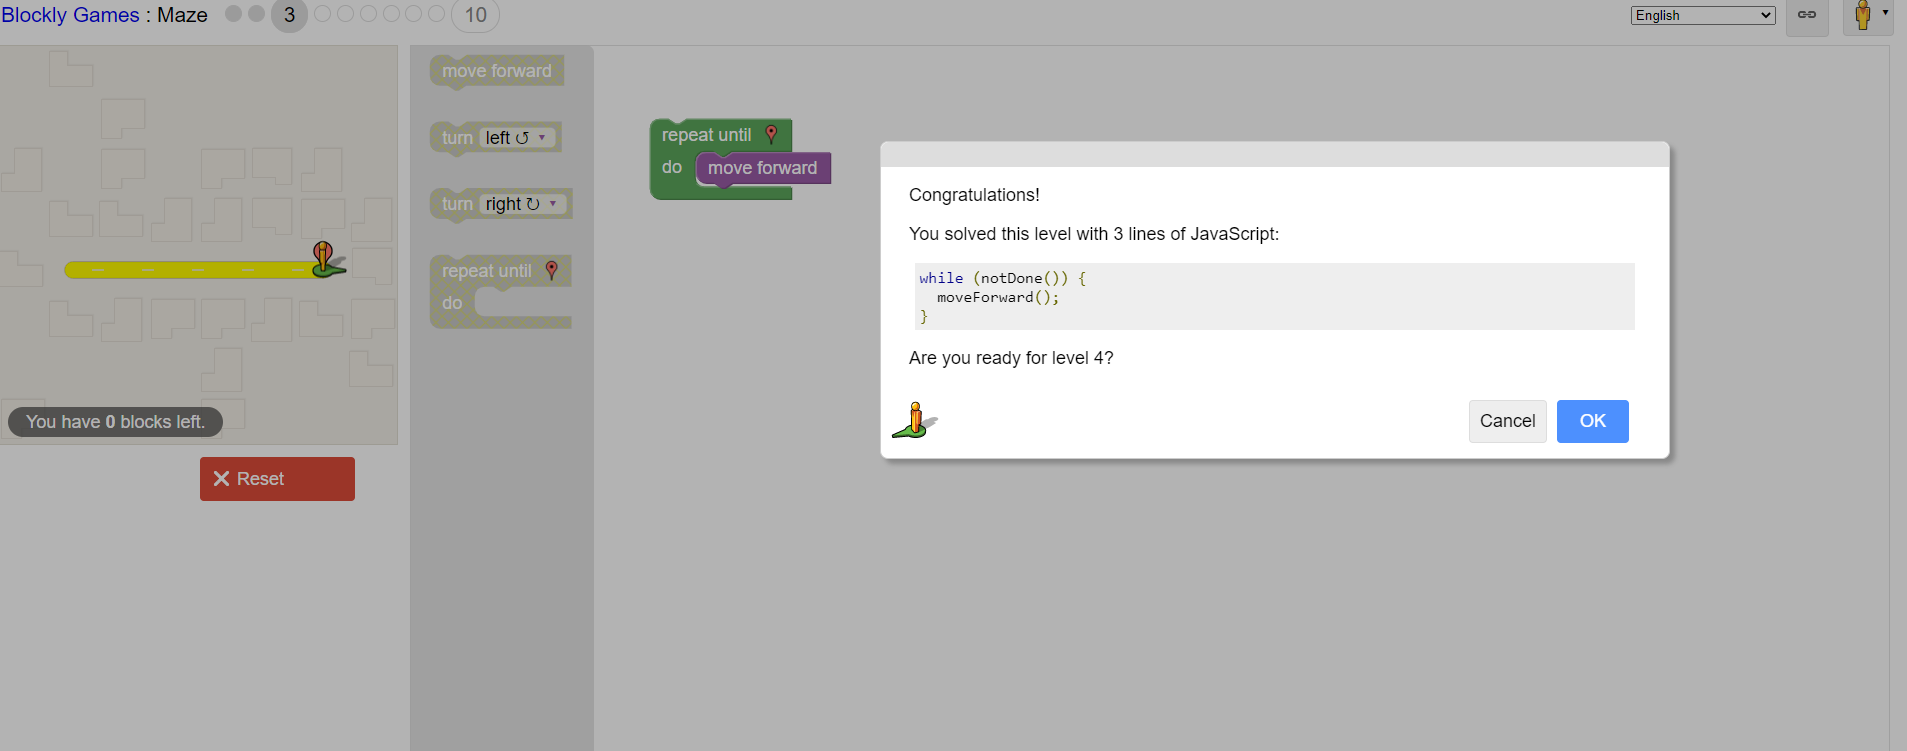 Blockly Games : Maze 3 10
English
move forward
turn left ↺ ▾
turn right ↻ ▾
repeat until
do
repeat until
do move forward
You have 0 blocks left.
Reset
Congratulations!
You solved this level with 3 lines of JavaScript:
while (notDone()) {
  moveForward();
}
Are you ready for level 4?
Cancel OK